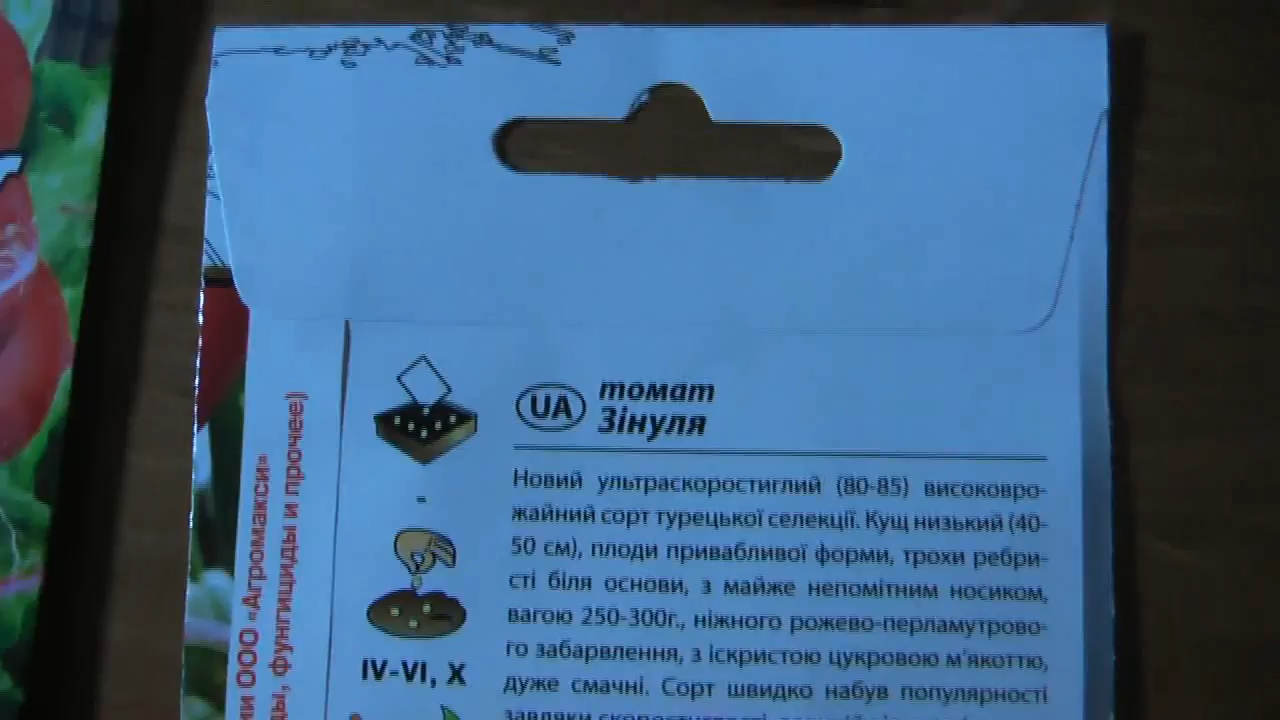 UA
томат
Зінуля
Новий ультраскоростиглий (80-85) високовро-
жайний сорт турецької селекції. Кущ низький (40-
50 см), плоди привабливої форми, трохи ребри-
сті біля основи, з майже непомітним носиком,
вагою 250-300г., ніжного рожево-перламутрово-
го забарвлення, з іскристою цукровою м'якоттю,
дуже смачні. Сорт швидко набув популярності
завдяки скоростиглості
-
IV-VI, X
ООО «Агромакси»
фунгициды и прочее)